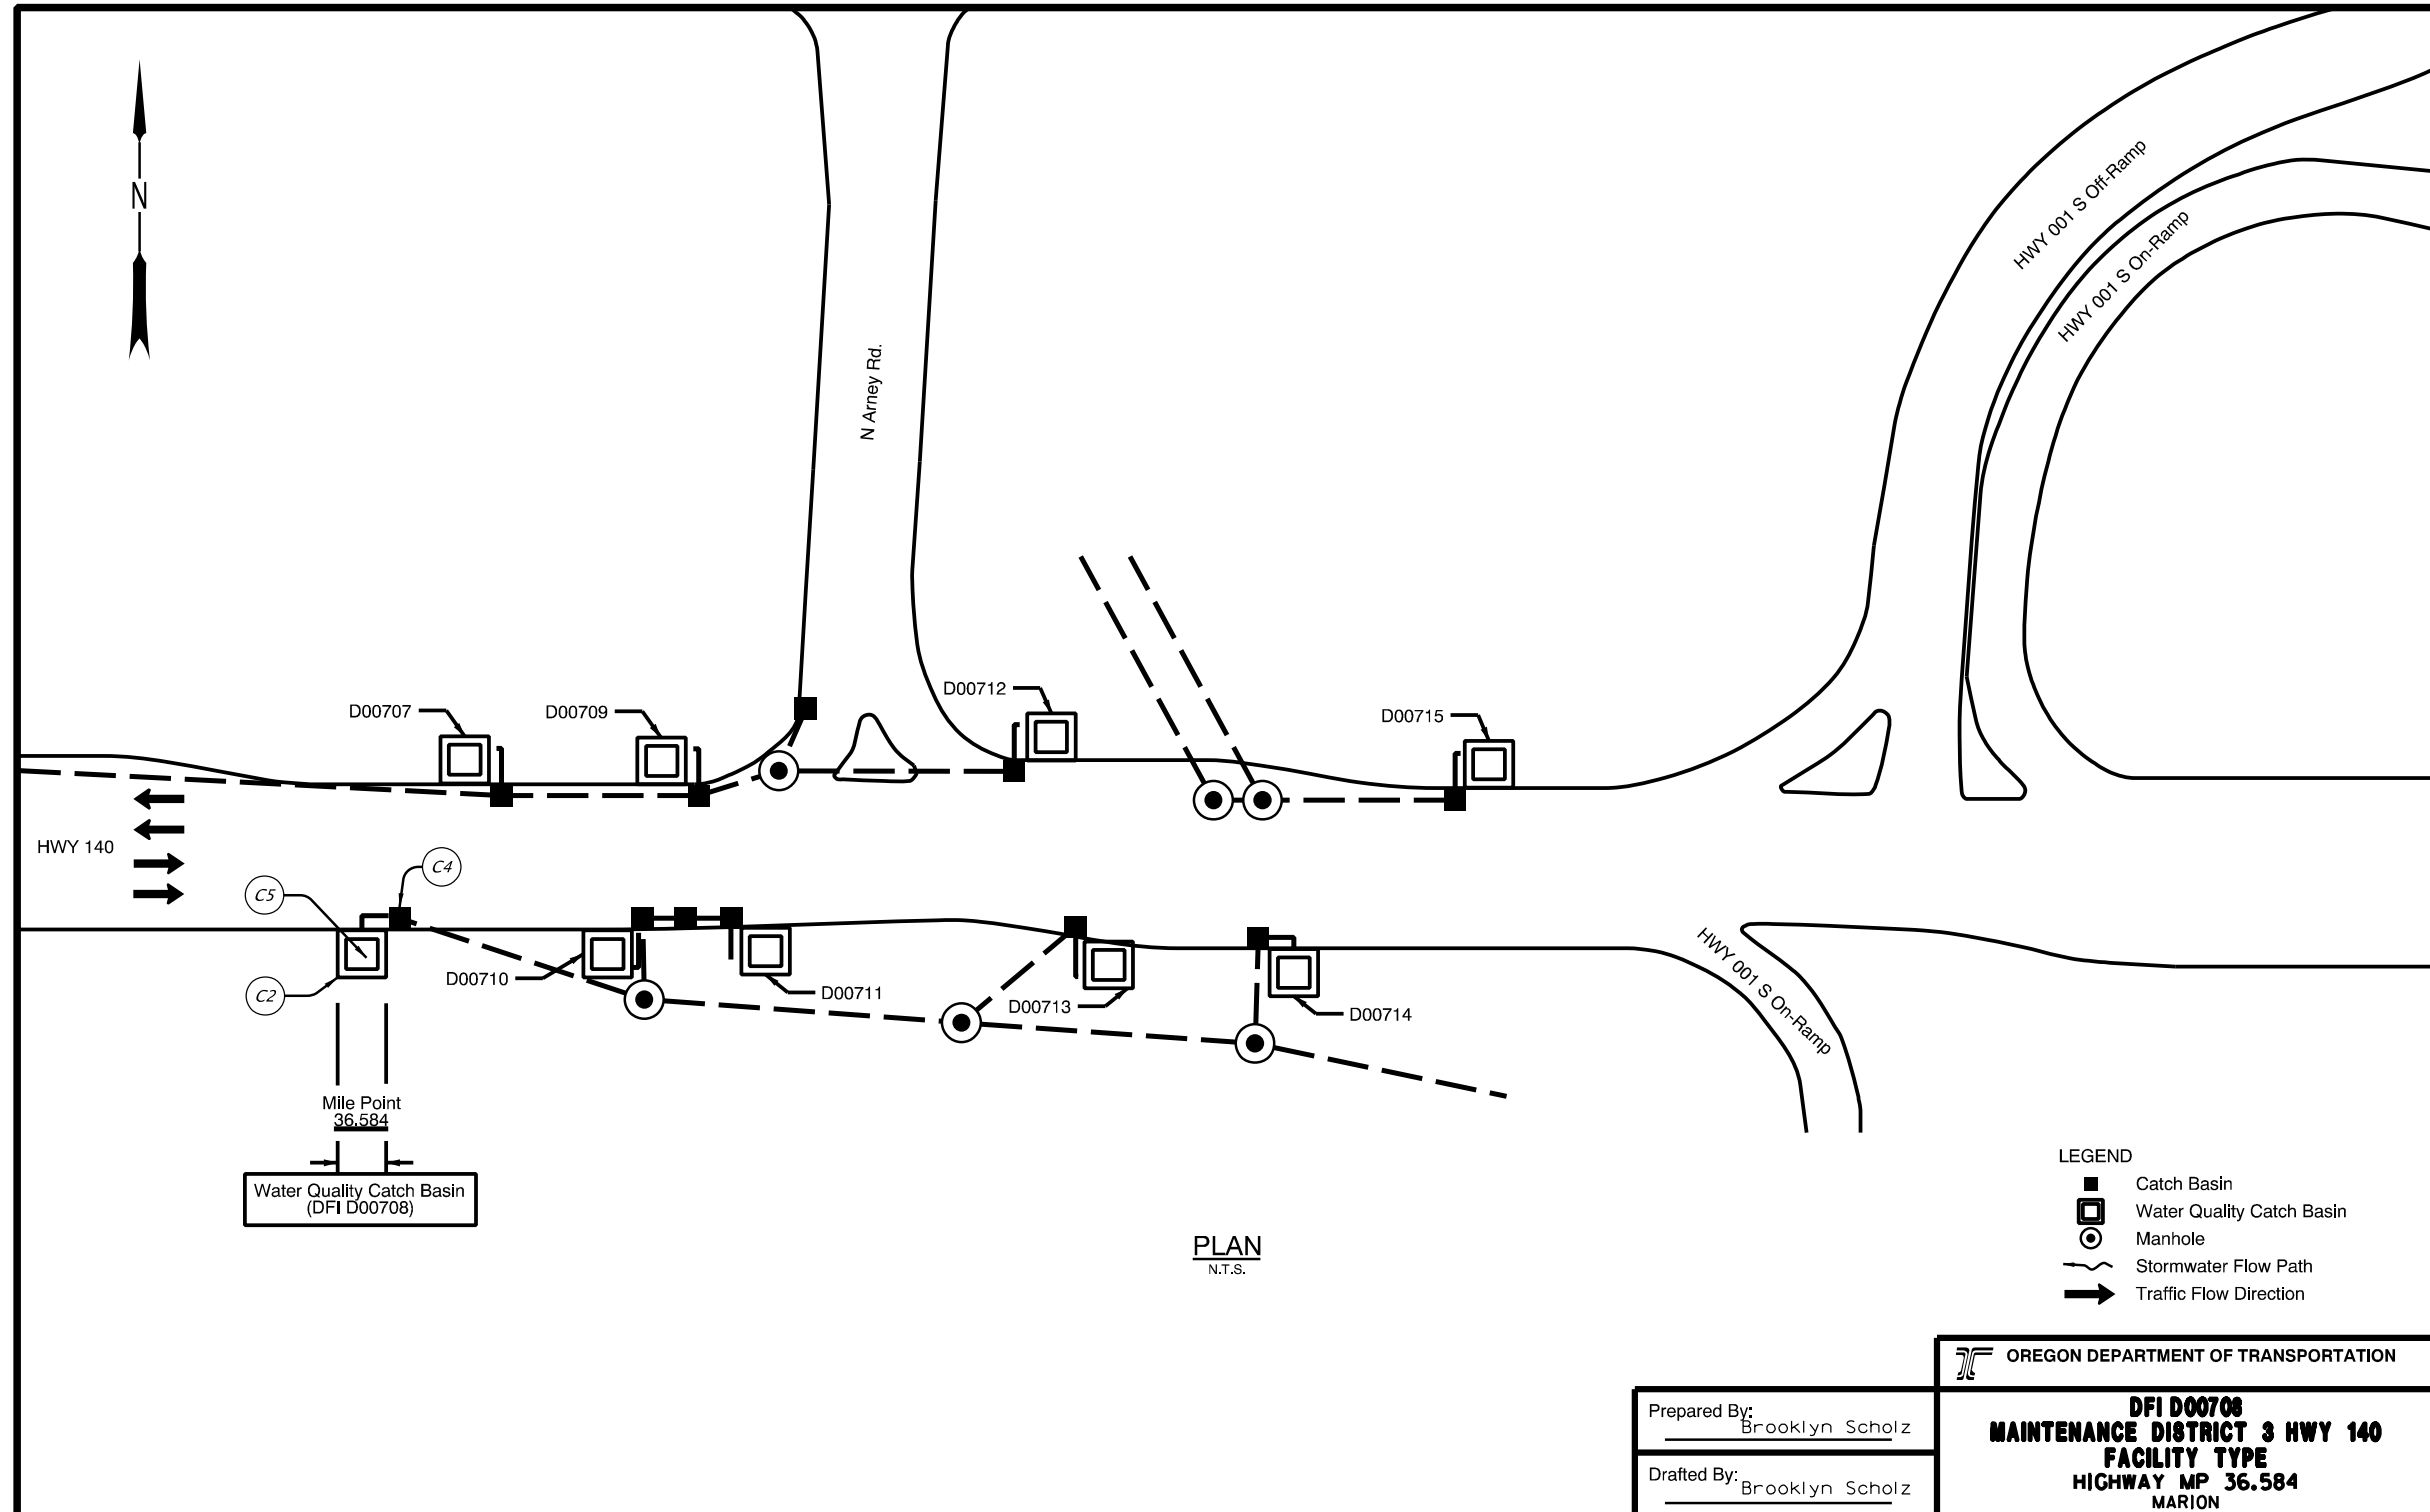 N
N Arney Rd.
HWY 001 S Off-Ramp
HWY 001 S On-Ramp
D00707
D00709
D00712
D00715
HWY 140
C5
C4
C2
D00710
D00711
D00713
D00714
HWY 001 S On-Ramp
Mile Point
36.584
Water Quality Catch Basin
(DFI D00708)
PLAN
N.T.S.
LEGEND
Catch Basin
Water Quality Catch Basin
Manhole
Stormwater Flow Path
Traffic Flow Direction
OREGON DEPARTMENT OF TRANSPORTATION
Prepared By:
Brooklyn Scholz
Drafted By:
Brooklyn Scholz
DFI D00708
MAINTENANCE DISTRICT 3 HWY 140
FACILITY TYPE
HIGHWAY MP 36.584
MARION